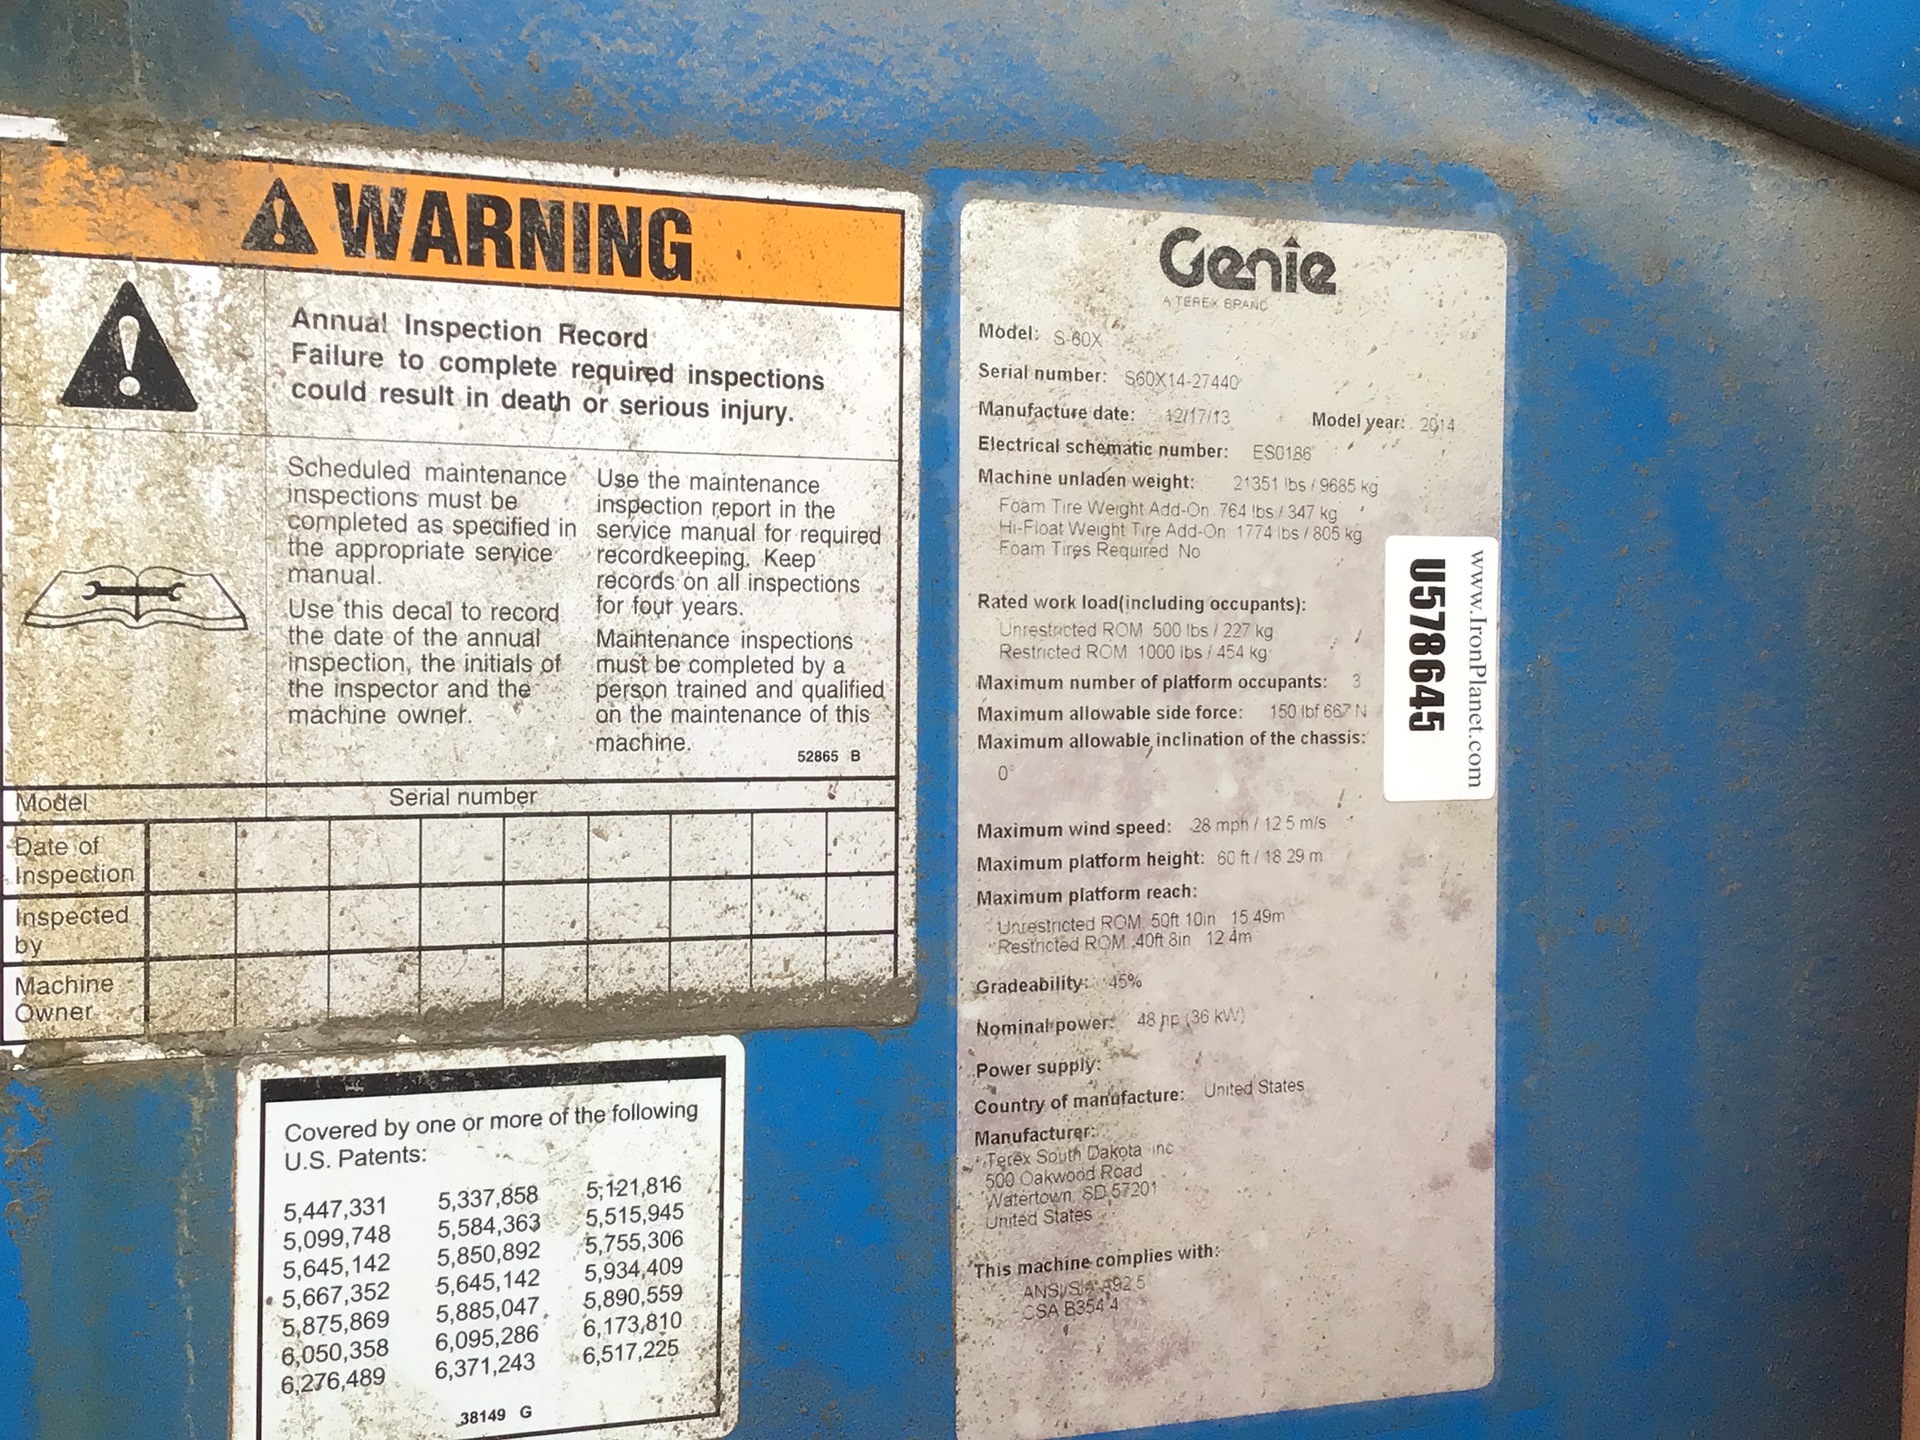 WARNING
Annual Inspection Record
Failure to complete required inspections
could result in death or serious injury.
Scheduled maintenance
inspections must be
completed as specified in
the appropriate service
manual.
Use this decal to record
the date of the annual
inspection, the initials of
the inspector and the
machine owner.
Use the maintenance
inspection report in the
service manual for required
recordkeeping. Keep
records on all inspections
for four years.
Maintenance inspections
must be completed by a
person trained and qualified
on the maintenance of this
machine.
52865 B
Model
Serial number
Date of
Inspection
Inspected
by
Machine
Owner
Covered by one or more of the following
U.S. Patents:
5,447,331 5,337,858 5,121,816
5,099,748 5,584,363 5,515,945
5,645,142 5,850,892 5,755,306
5,667,352 5,645,142 5,934,409
5,875,869 5,885,047 5,890,559
6,050,358 6,095,286 6,173,810
6,276,489 6,371,243 6,517,225
38149 G
Genie
A TEREX BRAND
Model: S-60X
Serial number: S60X14-27440
Manufacture date: 12/17/13 Model year: 2014
Electrical schematic number: ES0186
Machine unladen weight: 21351 lbs / 9685 kg
Foam Tire Weight Add-On 764 lbs / 347 kg
Hi-Float Weight Tire Add-On 1774 lbs / 805 kg
Foam Tires Required No
Rated work load(including occupants):
Unrestricted ROM 500 lbs / 227 kg
Restricted ROM 1000 lbs / 454 kg
Maximum number of platform occupants: 3
Maximum allowable side force: 150 lbf 667 N
Maximum allowable inclination of the chassis:
0°
Maximum wind speed: 28 mph / 12.5 m/s
Maximum platform height: 60 ft / 18.29 m
Maximum platform reach:
Unrestricted ROM 50ft 10in 15.49m
Restricted ROM 40ft 8in 12.4m
Gradeability: 45%
Nominal power: 48 hp (36 kW)
Power supply:
Country of manufacture: United States
Manufacturer:
Terex South Dakota Inc
500 Oakwood Road
Watertown, SD 57201
United States
This machine complies with:
ANSI/SIA A92.5
CSA B354.4
www.IronPlanet.com
U578645